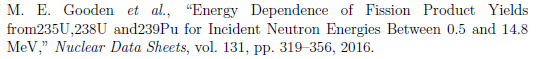 M. E. Gooden et al., “Energy Dependence of Fission Product Yields
from235U,238U and239Pu for Incident Neutron Energies Between 0.5 and 14.8
MeV,” Nuclear Data Sheets, vol. 131, pp. 319–356, 2016.